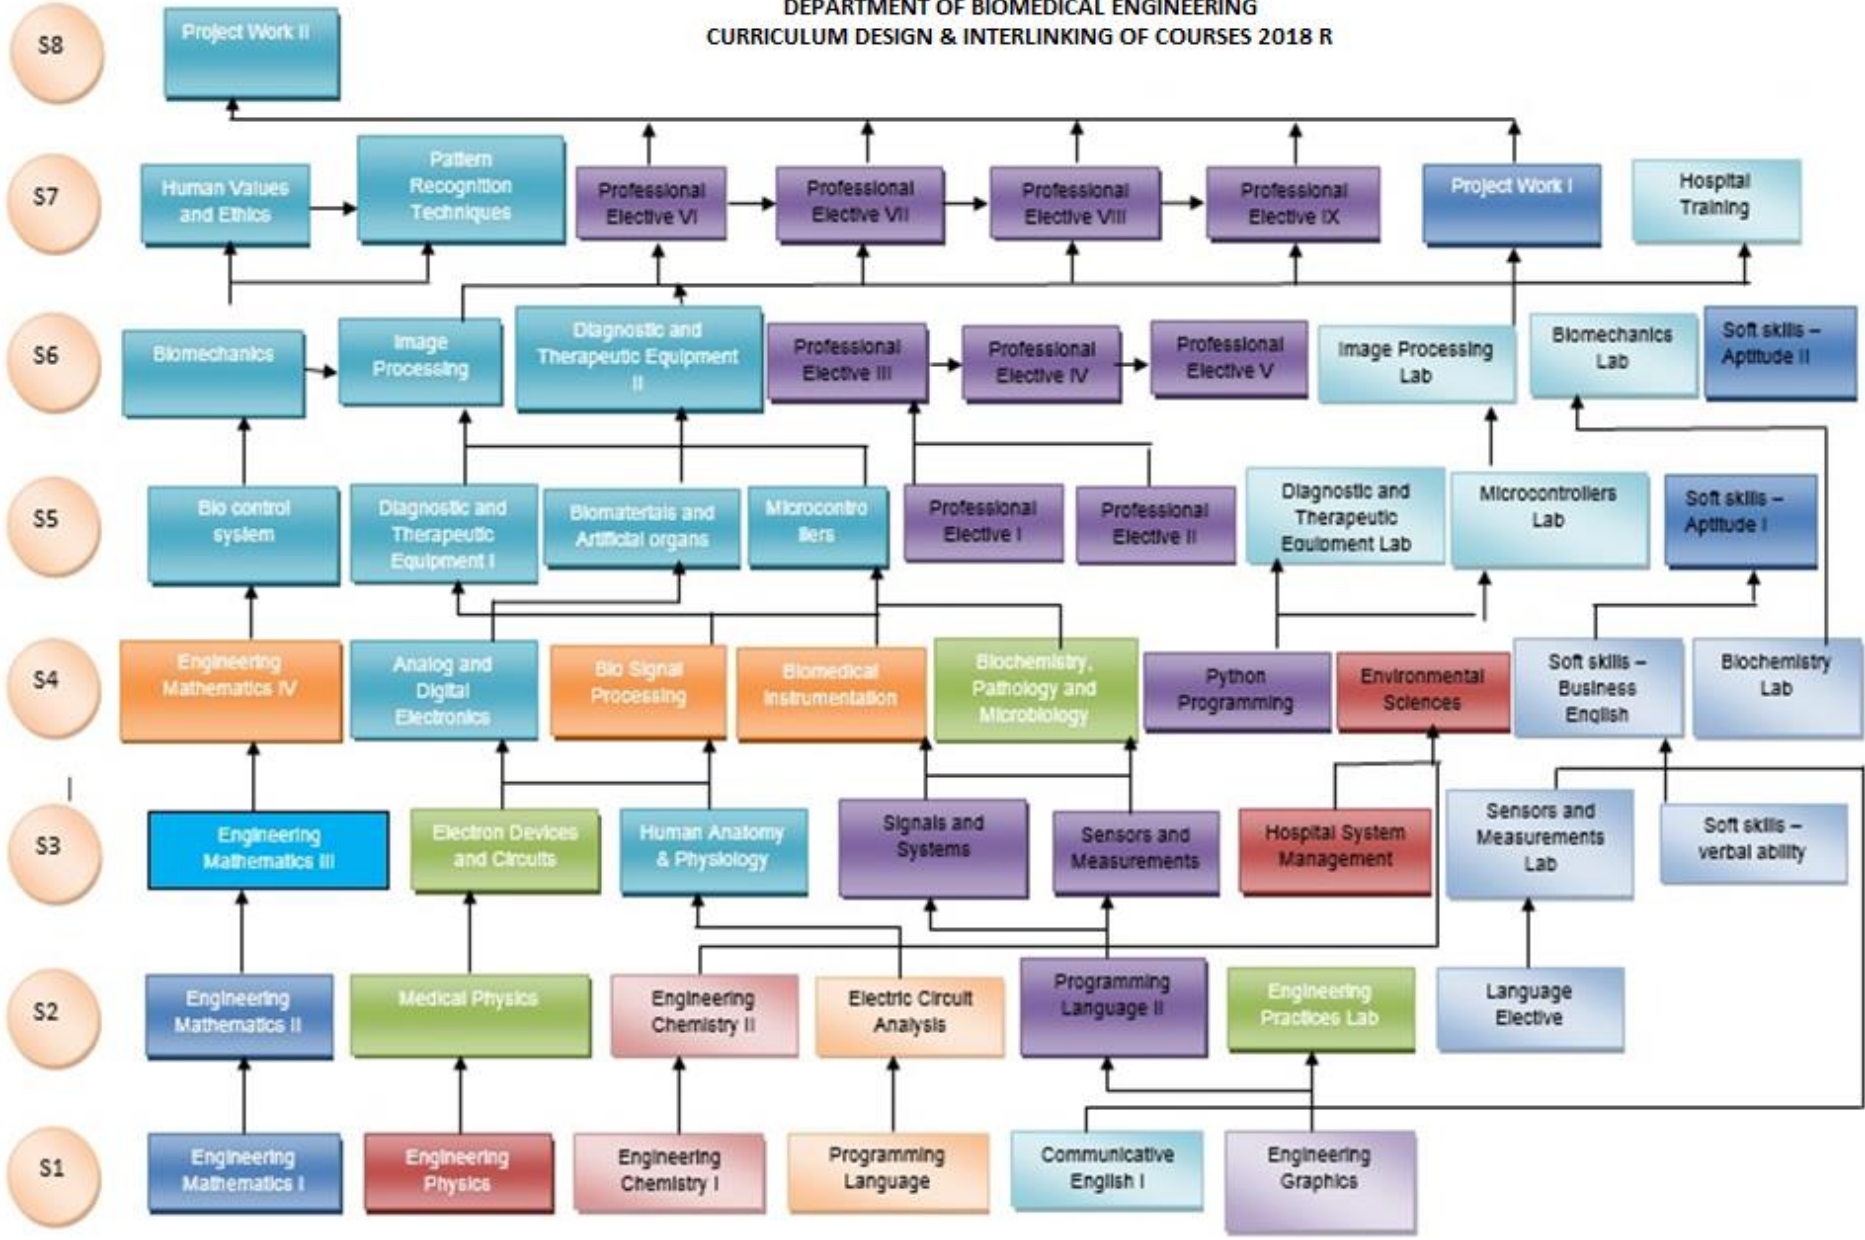 DEPARTMENT OF BIOMEDICAL ENGINEERING
CURRICULUM DESIGN & INTERLINKING OF COURSES 2018 R
S8
Project Work II
S7
Human Values
and Ethics
Pattern
Recognition
Techniques
Professional
Elective VI
Professional
Elective VII
Professional
Elective VIII
Professional
Elective IX
Project Work I
Hospital
Training
S6
Biomechanics
Image
Processing
Diagnostic and
Therapeutic Equipment
II
Professional
Elective III
Professional
Elective IV
Professional
Elective V
Image Processing
Lab
Biomechanics
Lab
Soft skills –
Aptitude II
S5
Bio control
system
Diagnostic and
Therapeutic
Equipment I
Biomaterials and
Artificial organs
Microcontro
llers
Professional
Elective I
Professional
Elective II
Diagnostic and
Therapeutic
Equipment Lab
Microcontrollers
Lab
Soft skills –
Aptitude I
S4
Engineering
Mathematics IV
Analog and
Digital
Electronics
Bio Signal
Processing
Biomedical
Instrumentation
Biochemistry,
Pathology and
Microbiology
Python
Programming
Environmental
Sciences
Soft skills –
Business
English
Biochemistry
Lab
S3
Engineering
Mathematics III
Electron Devices
and Circuits
Human Anatomy
& Physiology
Signals and
Systems
Sensors and
Measurements
Hospital System
Management
Sensors and
Measurements
Lab
Soft skills –
verbal ability
S2
Engineering
Mathematics II
Medical Physics
Engineering
Chemistry II
Electric Circuit
Analysis
Programming
Language II
Engineering
Practices Lab
Language
Elective
S1
Engineering
Mathematics I
Engineering
Physics
Engineering
Chemistry I
Programming
Language
Communicative
English I
Engineering
Graphics